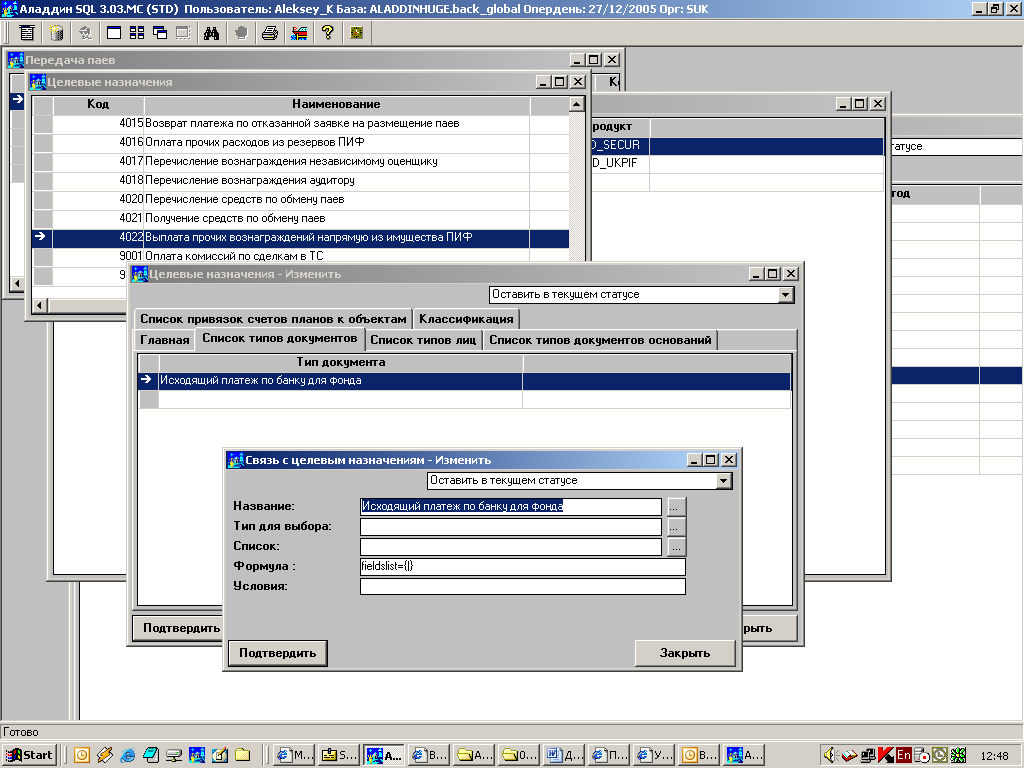 Аладдин SQL 3.03.MC (STD) Пользователь: Aleksey_K База: ALADDINHUGE.back_global Опердень: 27/12/2005 Орг: SUK
Передача паев
Целевые назначения
Код Наименование
4015 Возврат платежа по отказанной заявке на размещение паев
4016 Оплата прочих расходов из резервов ПИФ
4017 Перечисление вознаграждения независимому оценщику
4018 Перечисление вознаграждения аудитору
4020 Перечисление средств по обмену паев
4021 Получение средств по обмену паев
4022 Выплата прочих вознаграждений напрямую из имущества ПИФ
9001 Оплата комиссий по сделкам в ТС
9
родукт
D_SECUR
D_UKPIF
татусе
год
Целевые назначения - Изменить
Оставить в текущем статусе
Список привязок счетов планов к объектам Классификация
Главная Список типов документов Список типов лиц Список типов документов оснований
Тип документа
Исходящий платеж по банку для фонда
Связь с целевым назначениям - Изменить
Оставить в текущем статусе
Название: Исходящий платеж по банку для фонда ...
Тип для выбора: ...
Список: ...
Формула : fieldslist={|}
Условия:
Подтвердить Закрыть
Подтвердить рыть
Готово
Start М... S... А... В... А... О... Д... П... У... В... А... En 12:48